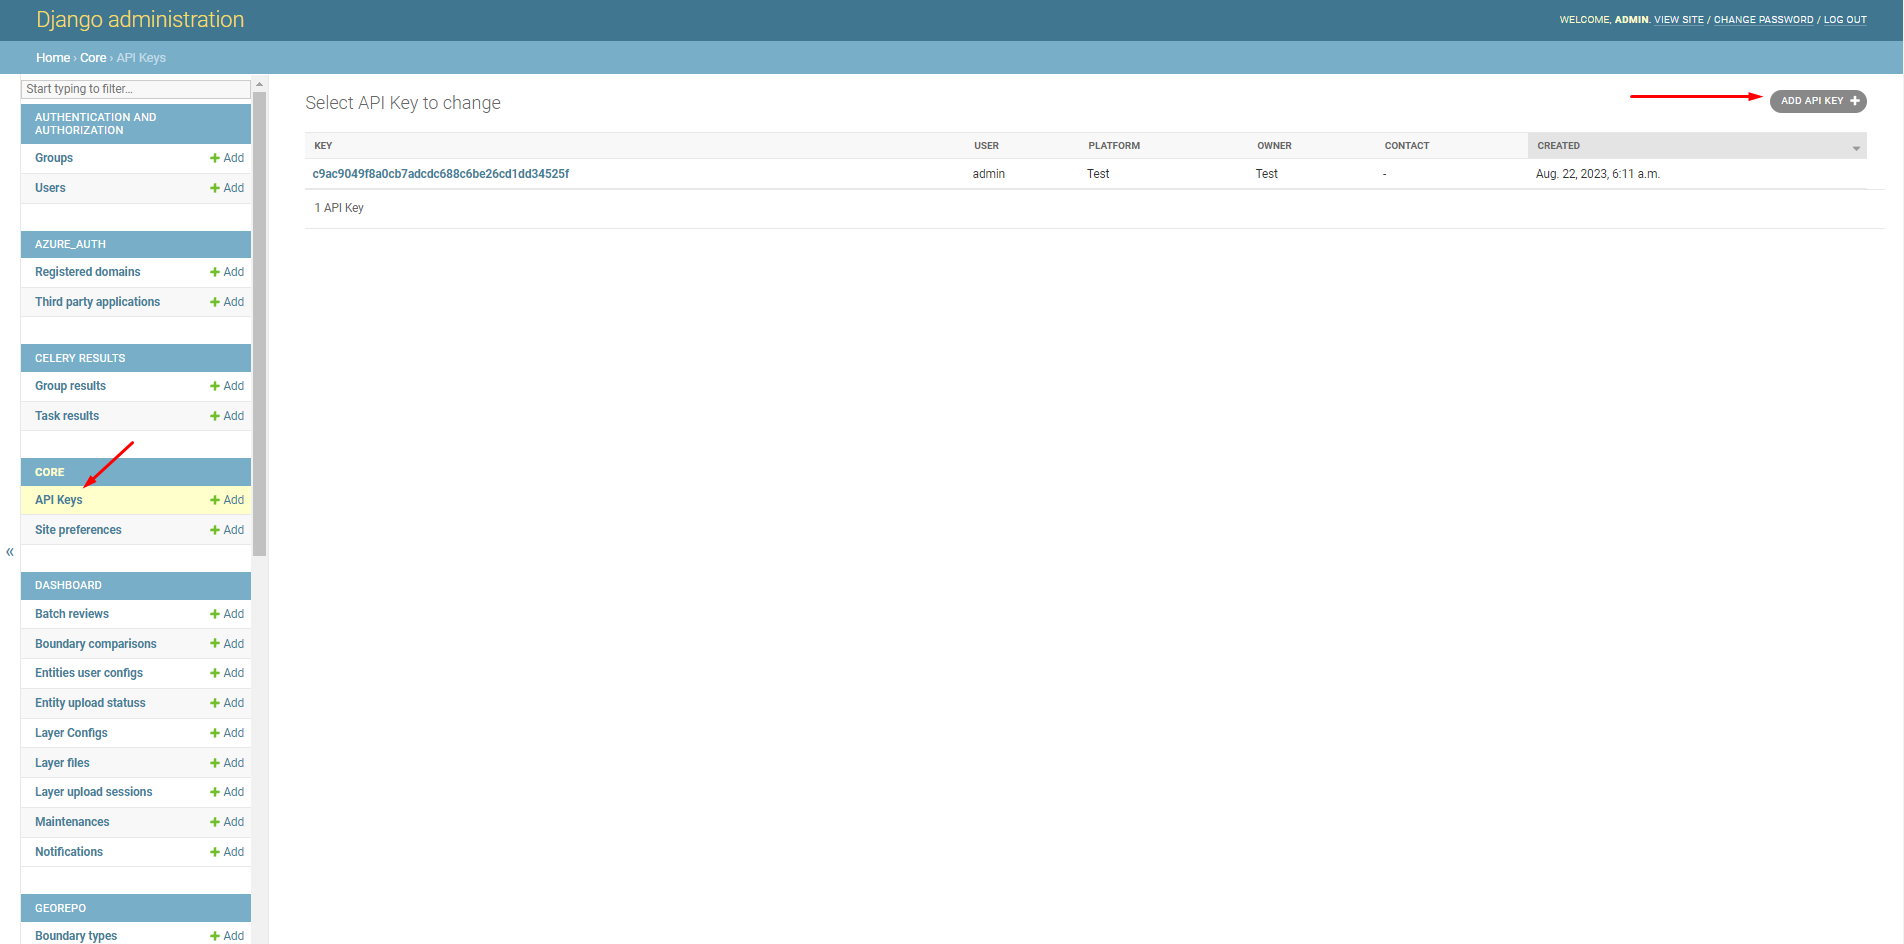 Django administration
WELCOME, ADMIN. VIEW SITE / CHANGE PASSWORD / LOG OUT
Home › Core › API Keys
Start typing to filter...
AUTHENTICATION AND
AUTHORIZATION
Groups Add
Users Add
AZURE_AUTH
Registered domains Add
Third party applications Add
CELERY RESULTS
Group results Add
Task results Add
CORE
API Keys Add
Site preferences Add
«
DASHBOARD
Batch reviews Add
Boundary comparisons Add
Entities user configs Add
Entity upload statuss Add
Layer Configs Add
Layer files Add
Layer upload sessions Add
Maintenances Add
Notifications Add
GEOREPO
Boundary types Add
Select API Key to change
ADD API KEY
KEY USER PLATFORM OWNER CONTACT CREATED
c9ac9049f8a0cb7adcdc688c6be26cd1dd34525f admin Test Test - Aug. 22, 2023, 6:11 a.m.
1 API Key